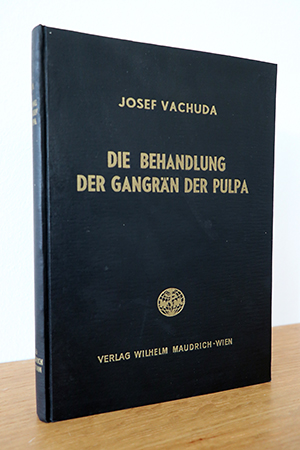 JOSEF VACHUDA
DIE BEHANDLUNG
DER GANGRÄN DER PULPA
VERLAG WILHELM MAUDRICH-WIEN